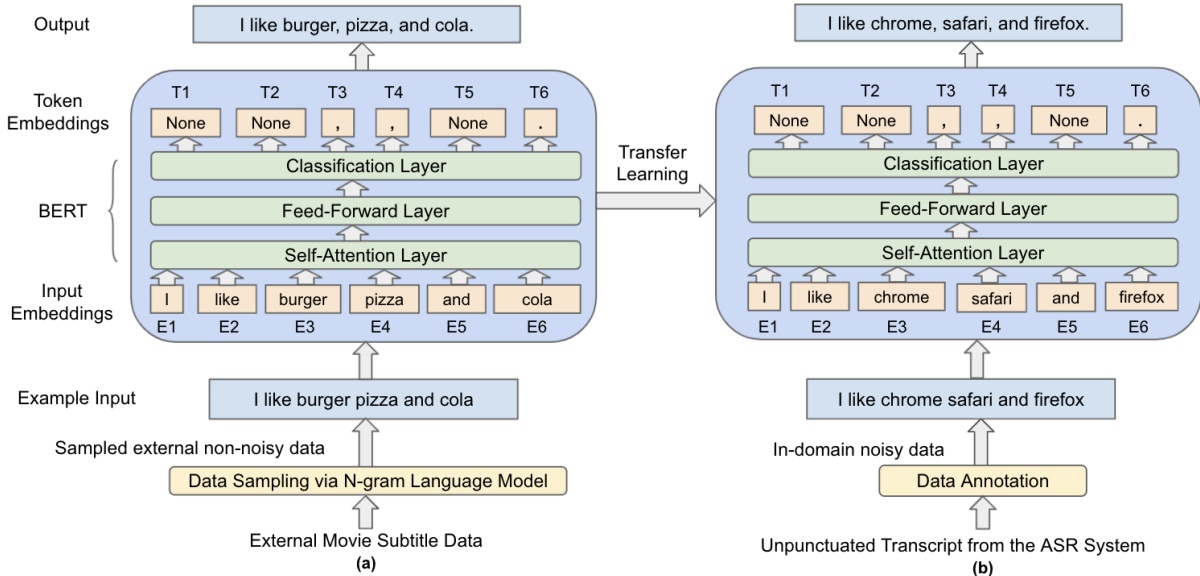 Output
I like burger, pizza, and cola.
I like chrome, safari, and firefox.
Token
Embeddings
T1 T2 T3 T4 T5 T6
None None , , None .
T1 T2 T3 T4 T5 T6
None None , , None .
BERT
Classification Layer
Feed-Forward Layer
Self-Attention Layer
Transfer
Learning
Classification Layer
Feed-Forward Layer
Self-Attention Layer
Input
Embeddings
I like burger pizza and cola
E1 E2 E3 E4 E5 E6
I like chrome safari and firefox
E1 E2 E3 E4 E5 E6
Example Input
I like burger pizza and cola
I like chrome safari and firefox
Sampled external non-noisy data
In-domain noisy data
Data Sampling via N-gram Language Model
Data Annotation
External Movie Subtitle Data
Unpunctuated Transcript from the ASR System
(a)
(b)